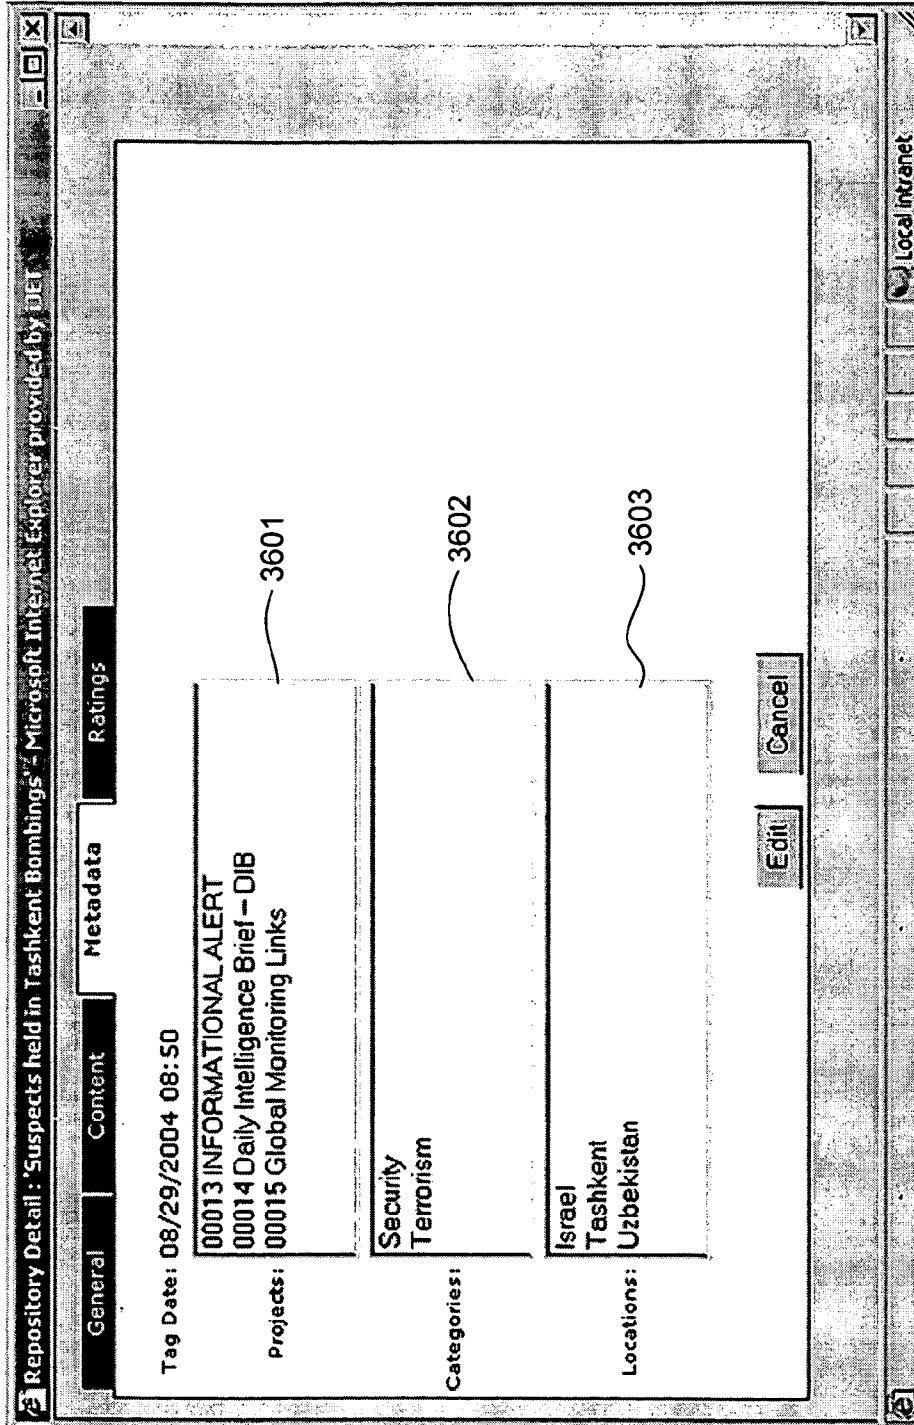 Repository Detail : 'Suspects held in Tashkent Bombings' - Microsoft Internet Explorer provided by
General
Content
Metadata
Ratings
Tag Date: 08/29/2004 08:50
Projects:
00013 INFORMATIONAL ALERT
00014 Daily Intelligence Brief – DIB
00015 Global Monitoring Links
3601
Categories:
Security
Terrorism
3602
Locations:
Israel
Tashkent
Uzbekistan
3603
Edit
Cancel
Local intranet